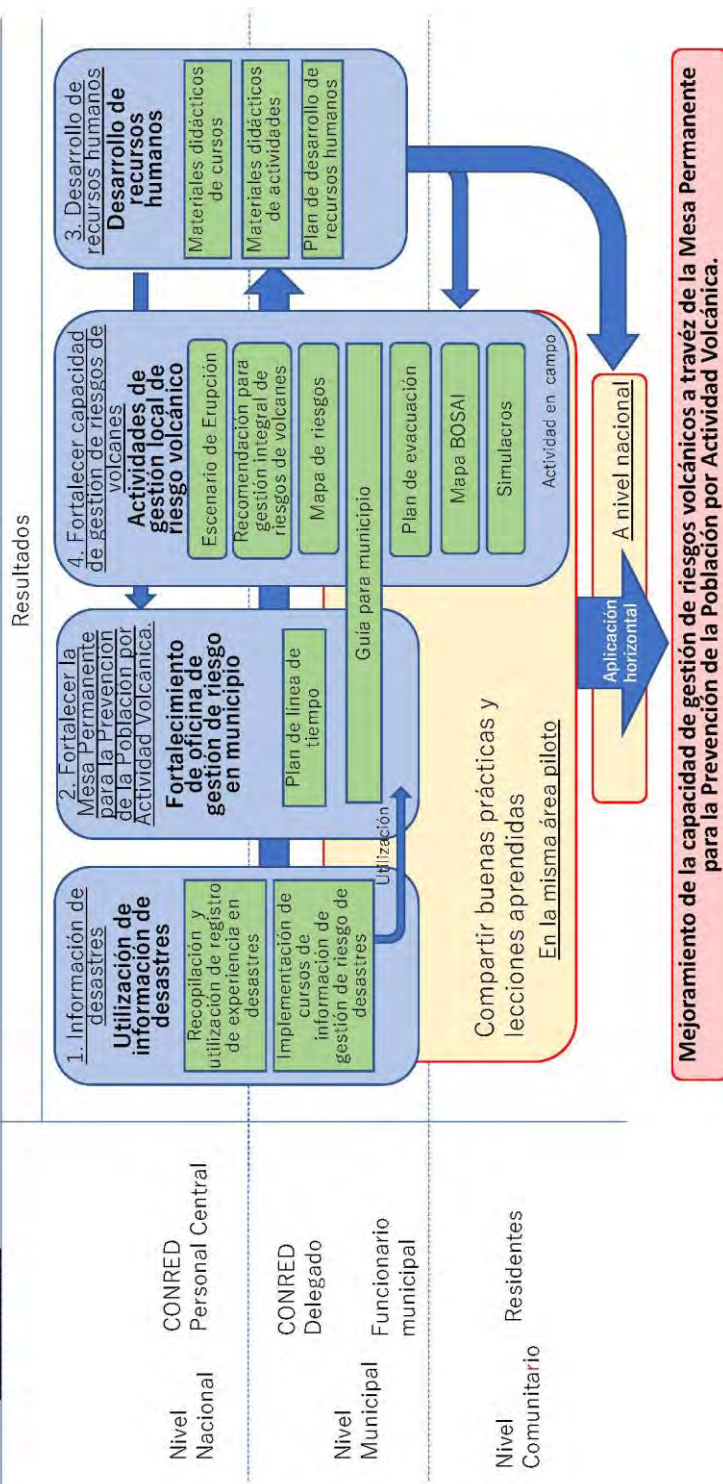 Resultados
Nivel
Nacional
CONRED
Personal Central
Nivel
Municipal
CONRED
Delegado
Funcionario
municipal
Nivel
Comunitario
Residentes
1. Información de
desastres
Utilización de
información de
desastres
Recopilación y
utilización de registro
de experiencia en
desastres
Implementación de
cursos de
información de
gestión de riesgo de
desastres
Utilización
2. Fortalecer la
Mesa Permanente
para la Prevención
de la Población por
Actividad Volcánica.
Fortalecimiento
de oficina de
gestión de riesgo
en municipio
Plan de línea de
tiempo
Guía para municipio
4. Fortalecer capacidad
de gestión de riesgos de
volcanes
Actividades de
gestión local de
riesgo volcánico
Escenario de Erupción
Recomendación para
gestión integral de
riesgos de volcanes
Mapa de riesgos
Plan de evacuación
Mapa BOSAI
Simulacros
Actividad en campo
3. Desarrollo de
recursos humanos
Desarrollo de
recursos
humanos
Materiales didácticos
de cursos
Materiales didácticos
de actividades
Plan de desarrollo de
recursos humanos
Compartir buenas prácticas y
lecciones aprendidas
En la misma área piloto
Aplicación
horizontal
A nivel nacional
Mejoramiento de la capacidad de gestión de riesgos volcánicos a travéz de la Mesa Permanente
para la Prevención de la Población por Actividad Volcánica.